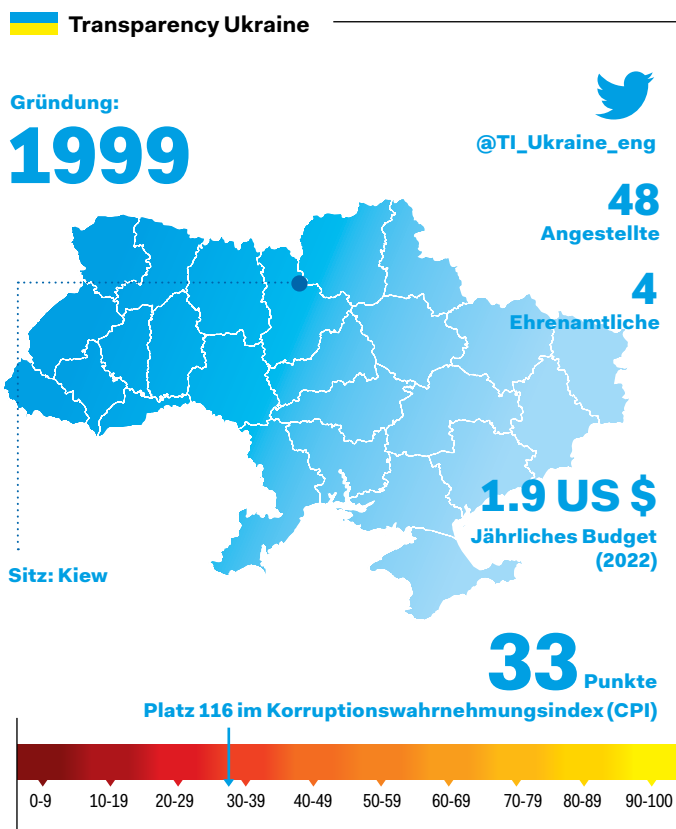 Transparency Ukraine
Gründung:
1999
@TI_Ukraine_eng
48
Angestellte
4
Ehrenamtliche
1.9 US $
Jährliches Budget
(2022)
Sitz: Kiew
33 Punkte
Platz 116 im Korruptionswahrnehmungsindex (CPI)
0-9 10-19 20-29 30-39 40-49 50-59 60-69 70-79 80-89 90-100